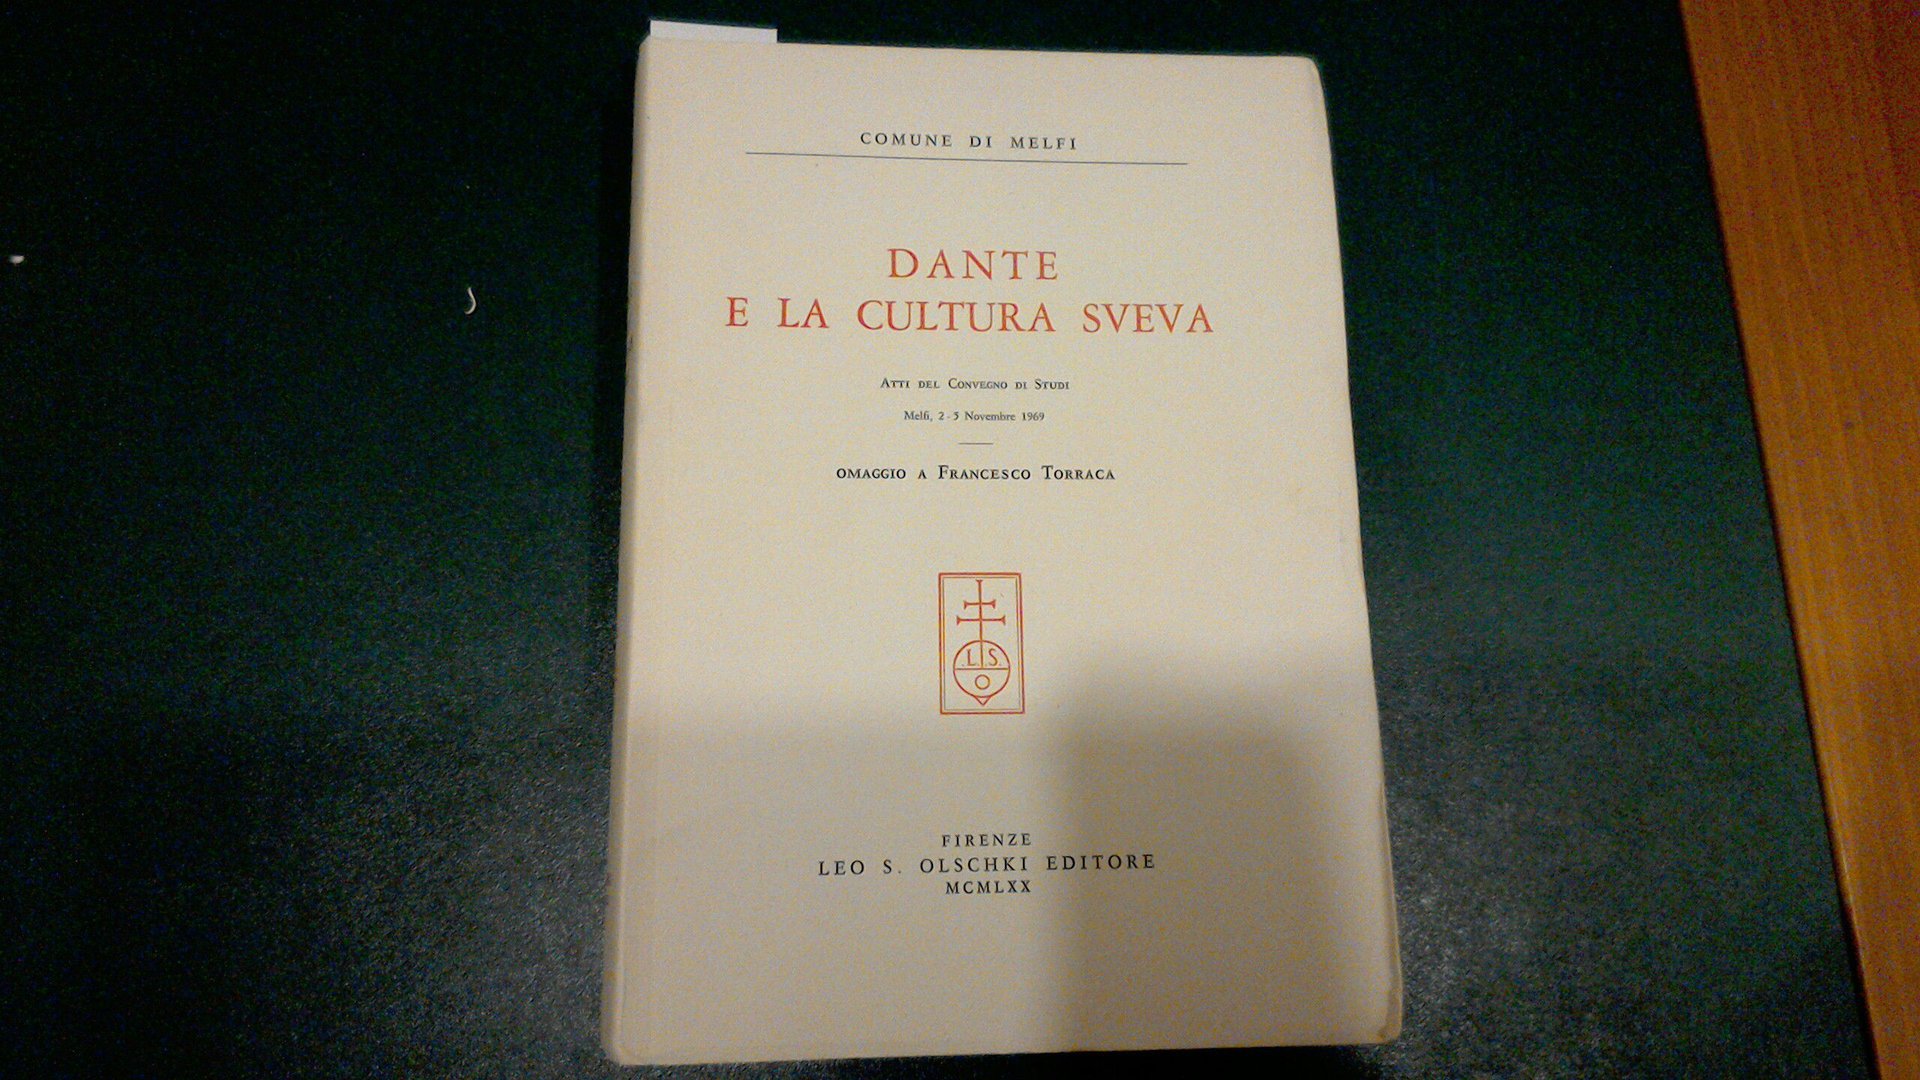 COMUNE DI MELFI
DANTE
E LA CULTURA SVEVA
Atti del Convegno di Studi
Melfi, 2-5 Novembre 1969
omaggio a Francesco Torraca
L. S.
O
FIRENZE
LEO S. OLSCHKI EDITORE
MCMLXX